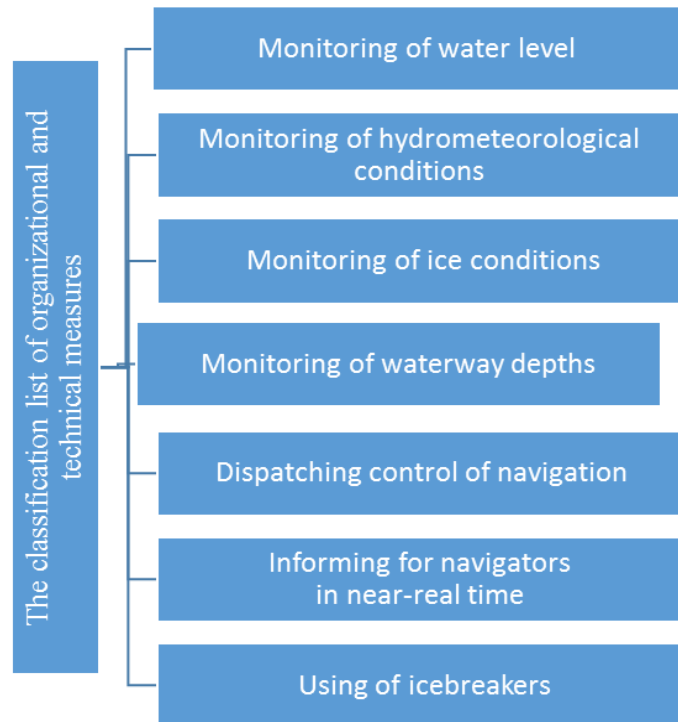 The classification list of organizational and
technical measures
Monitoring of water level
Monitoring of hydrometeorological
conditions
Monitoring of ice conditions
Monitoring of waterway depths
Dispatching control of navigation
Informing for navigators
in near-real time
Using of icebreakers